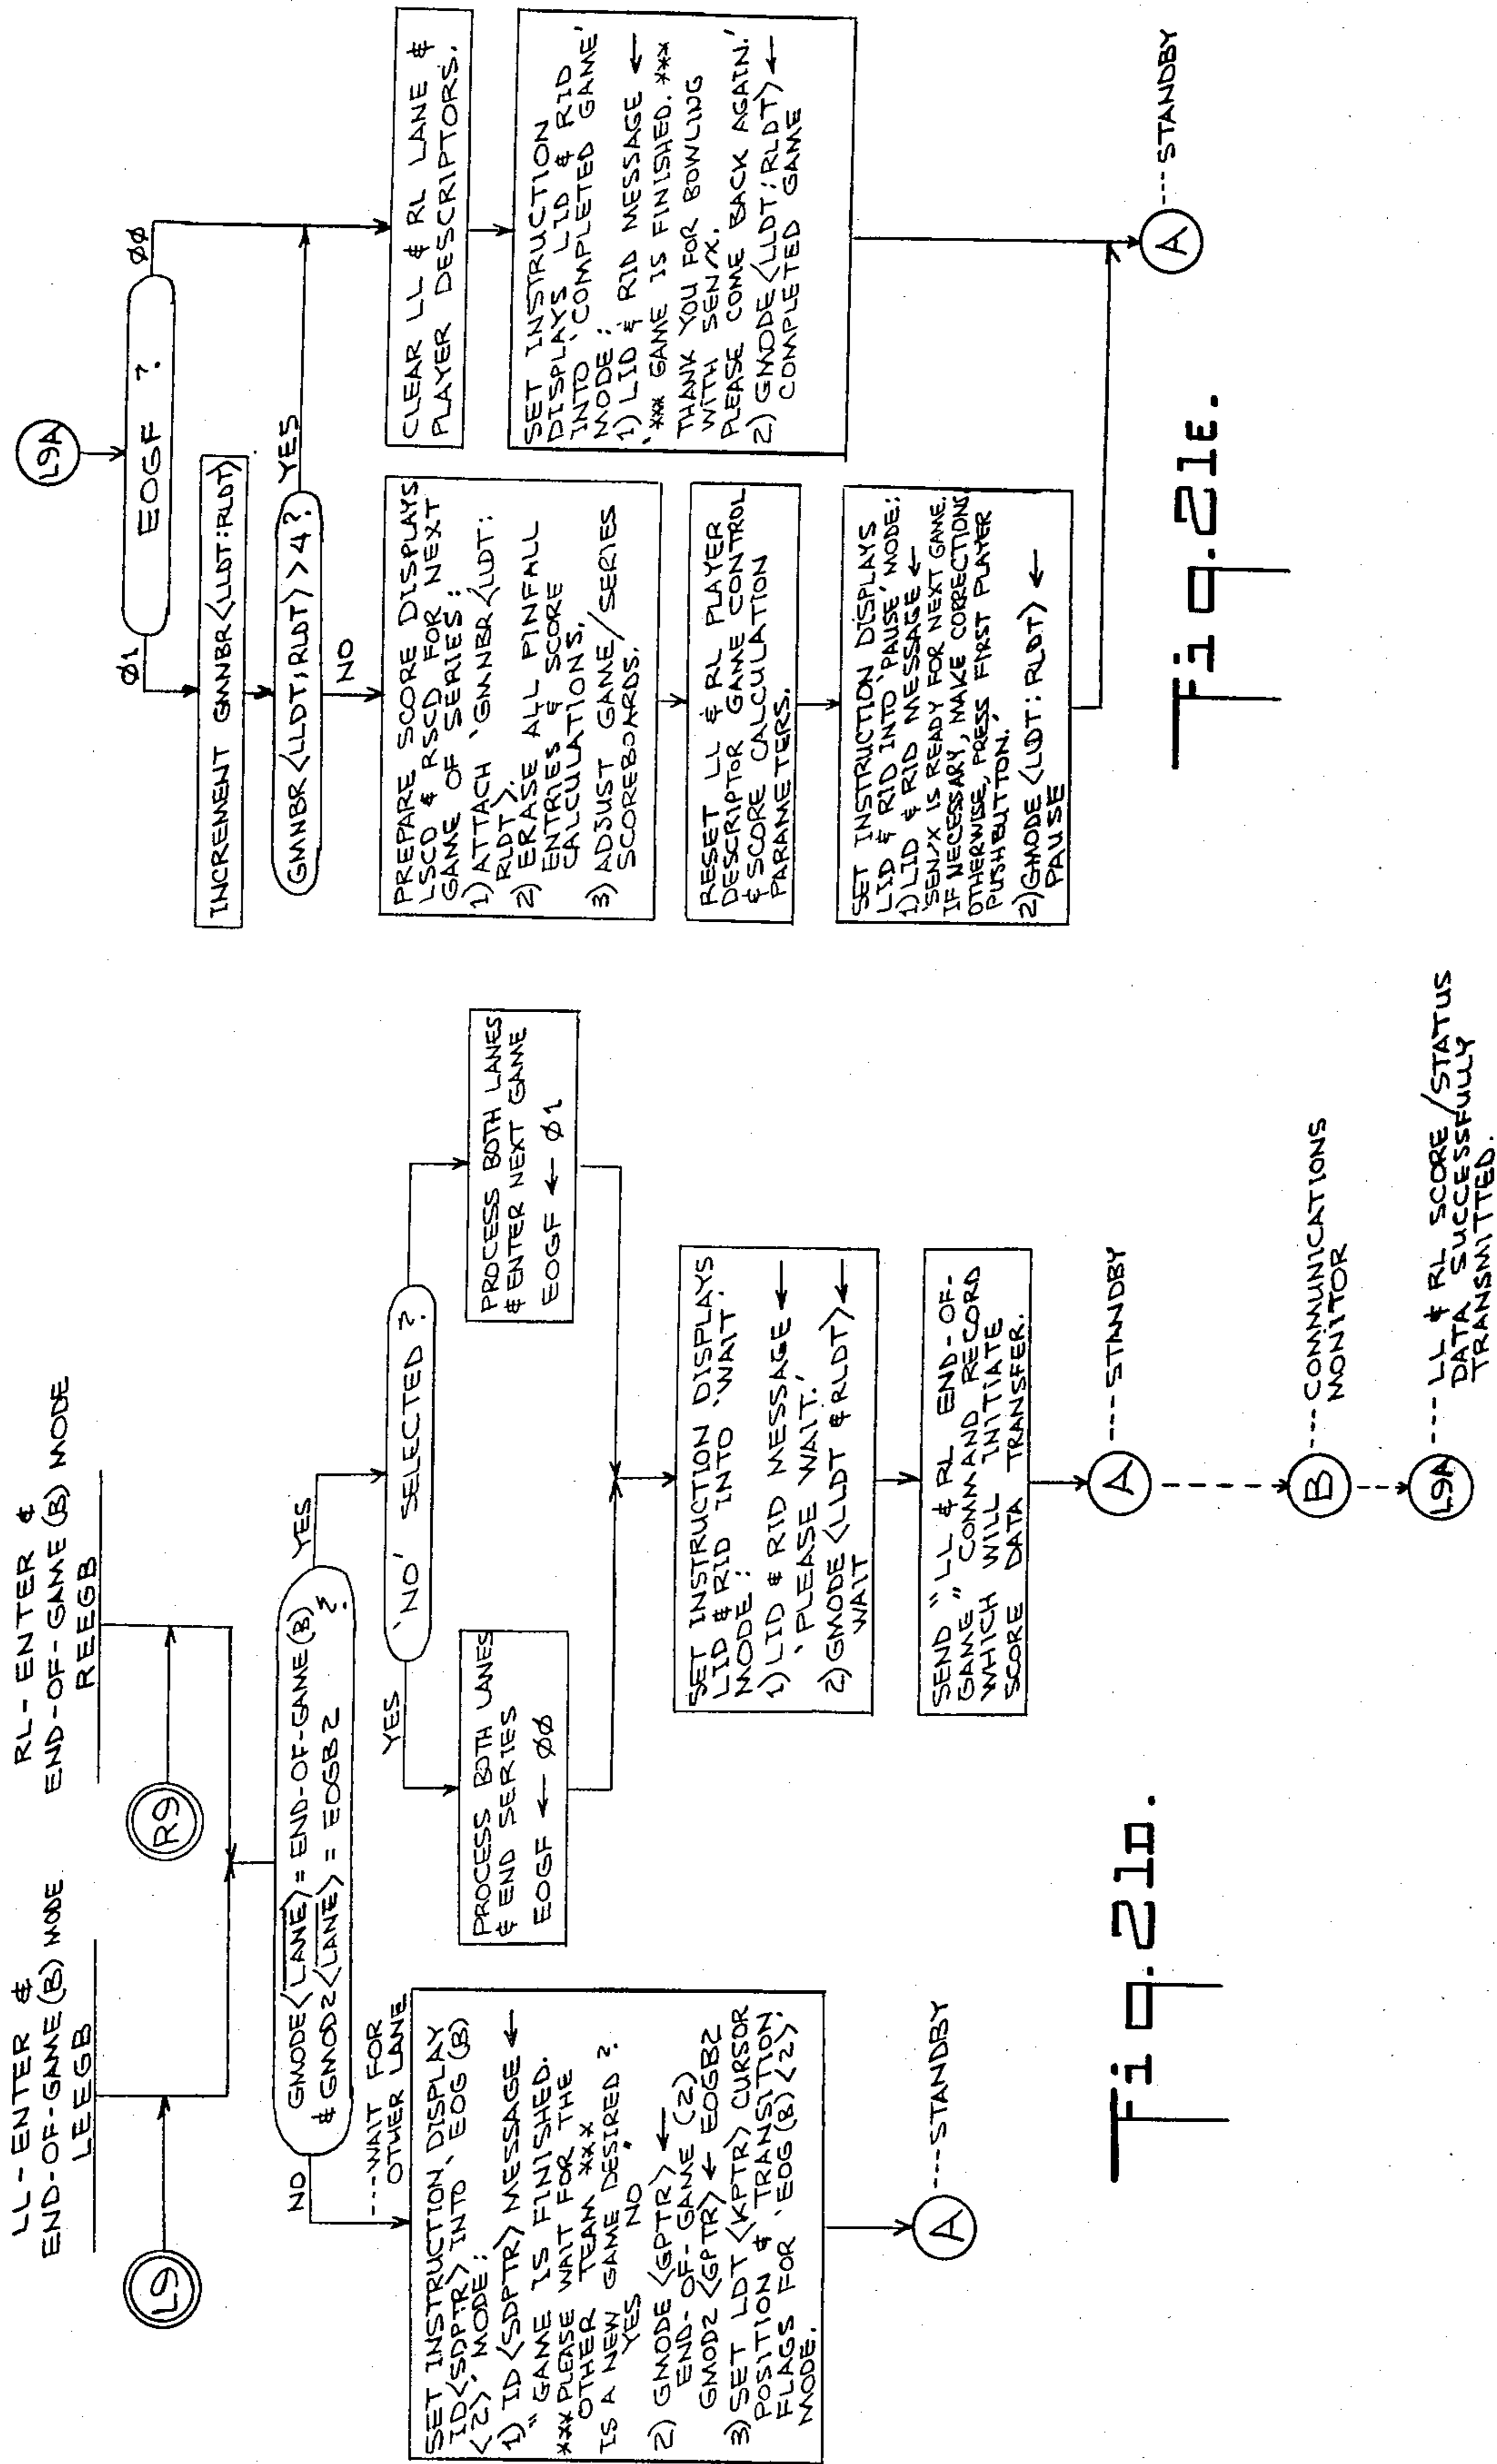 LL-ENTER &
END-OF-GAME (B) MODE
LEEGB
RL-ENTER &
END-OF-GAME (B) MODE
REEGB
L9
R9
GMODE<LANE> = END-OF-GAME (B)
& GMOD2<LANE> = EOGB2 ?
NO
YES
---WAIT FOR
OTHER LANE
SET INSTRUCTION DISPLAY
ID<SDPTR> INTO 'EOG (B)
<2>' MODE:
1) ID <SDPTR> MESSAGE ←
" GAME IS FINISHED.
*** PLEASE WAIT FOR THE
OTHER TEAM ***
IS A NEW GAME DESIRED ?
YES NO "
2) GMODE <GPTR> ←
END-OF-GAME (2)
GMOD2 <GPTR> ← EOGB2
3) SET LDT <KPTR> CURSOR
POSITION & TRANSITION
FLAGS FOR 'EOG (B) <2>'
MODE.
A
---STANDBY
'NO' SELECTED ?
YES
PROCESS BOTH LANES
& END SERIES
EOGF ← ØØ
PROCESS BOTH LANES
& ENTER NEXT GAME
EOGF ← Ø1
SET INSTRUCTION DISPLAYS
LID & RID INTO 'WAIT'
MODE:
1) LID & RID MESSAGE ←
'PLEASE WAIT.'
2) GMODE <LLDT & RLDT> ←
WAIT
SEND "LL & RL END-OF-
GAME" COMMAND RECORD
WHICH WILL INITIATE
SCORE DATA TRANSFER.
A
---STANDBY
B
---COMMUNICATIONS
MONITOR
L9A
---LL & RL SCORE/STATUS
DATA SUCCESSFULLY
TRANSMITTED.
Fig. 21D.
L9A
EOGF ?
Ø1
ØØ
INCREMENT GMNBR<LLDT:RLDT>
GMNBR<LLDT:RLDT> > 4 ?
YES
NO
PREPARE SCORE DISPLAYS
LSCD & RSCD FOR NEXT
GAME OF SERIES:
1) ATTACH 'GMNBR<LLDT:
RLDT>.
2) ERASE ALL PINFALL
ENTRIES & SCORE
CALCULATIONS.
3) ADJUST GAME/SERIES
SCOREBOARDS.
RESET LL & RL PLAYER
DESCRIPTOR GAME CONTROL
& SCORE CALCULATION
PARAMETERS.
SET INSTRUCTION DISPLAYS
LID & RID INTO 'PAUSE' MODE:
1) LID & RID MESSAGE ←
'SEN/X IS READY FOR NEXT GAME.
IF NECESSARY, MAKE CORRECTIONS
OTHERWISE, PRESS FIRST PLAYER
PUSHBUTTON.'
2) GMODE <LLDT:RLDT> ←
PAUSE
CLEAR LL & RL LANE &
PLAYER DESCRIPTORS.
SET INSTRUCTION
DISPLAYS LID & RID
INTO 'COMPLETED GAME'
MODE:
1) LID & RID MESSAGE ←
'*** GAME IS FINISHED. ***
THANK YOU FOR BOWLING
WITH SEN/X.
PLEASE COME BACK AGAIN.'
2) GMODE <LLDT:RLDT> ←
COMPLETED GAME
A
---STANDBY
Fig. 21E.